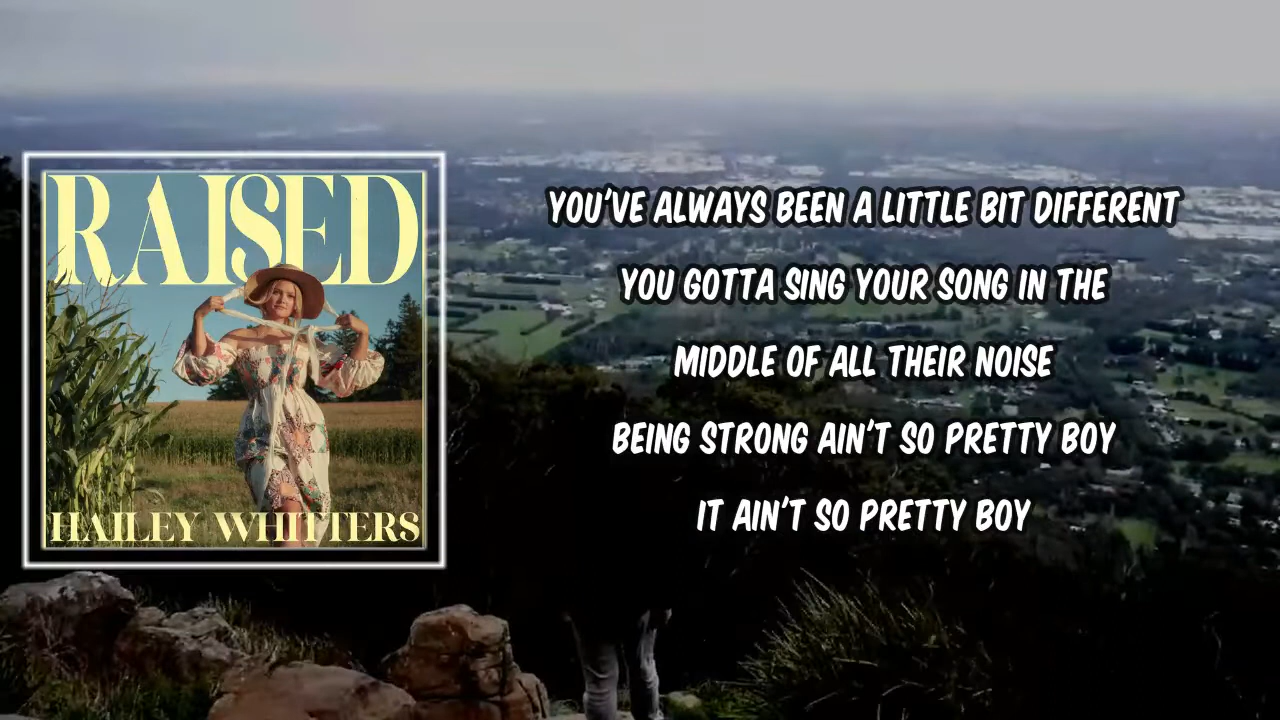 RAISED
HAILEY WHITTERS
YOU'VE ALWAYS BEEN A LITTLE BIT DIFFERENT
YOU GOTTA SING YOUR SONG IN THE
MIDDLE OF ALL THEIR NOISE
BEING STRONG AIN'T SO PRETTY BOY
IT AIN'T SO PRETTY BOY